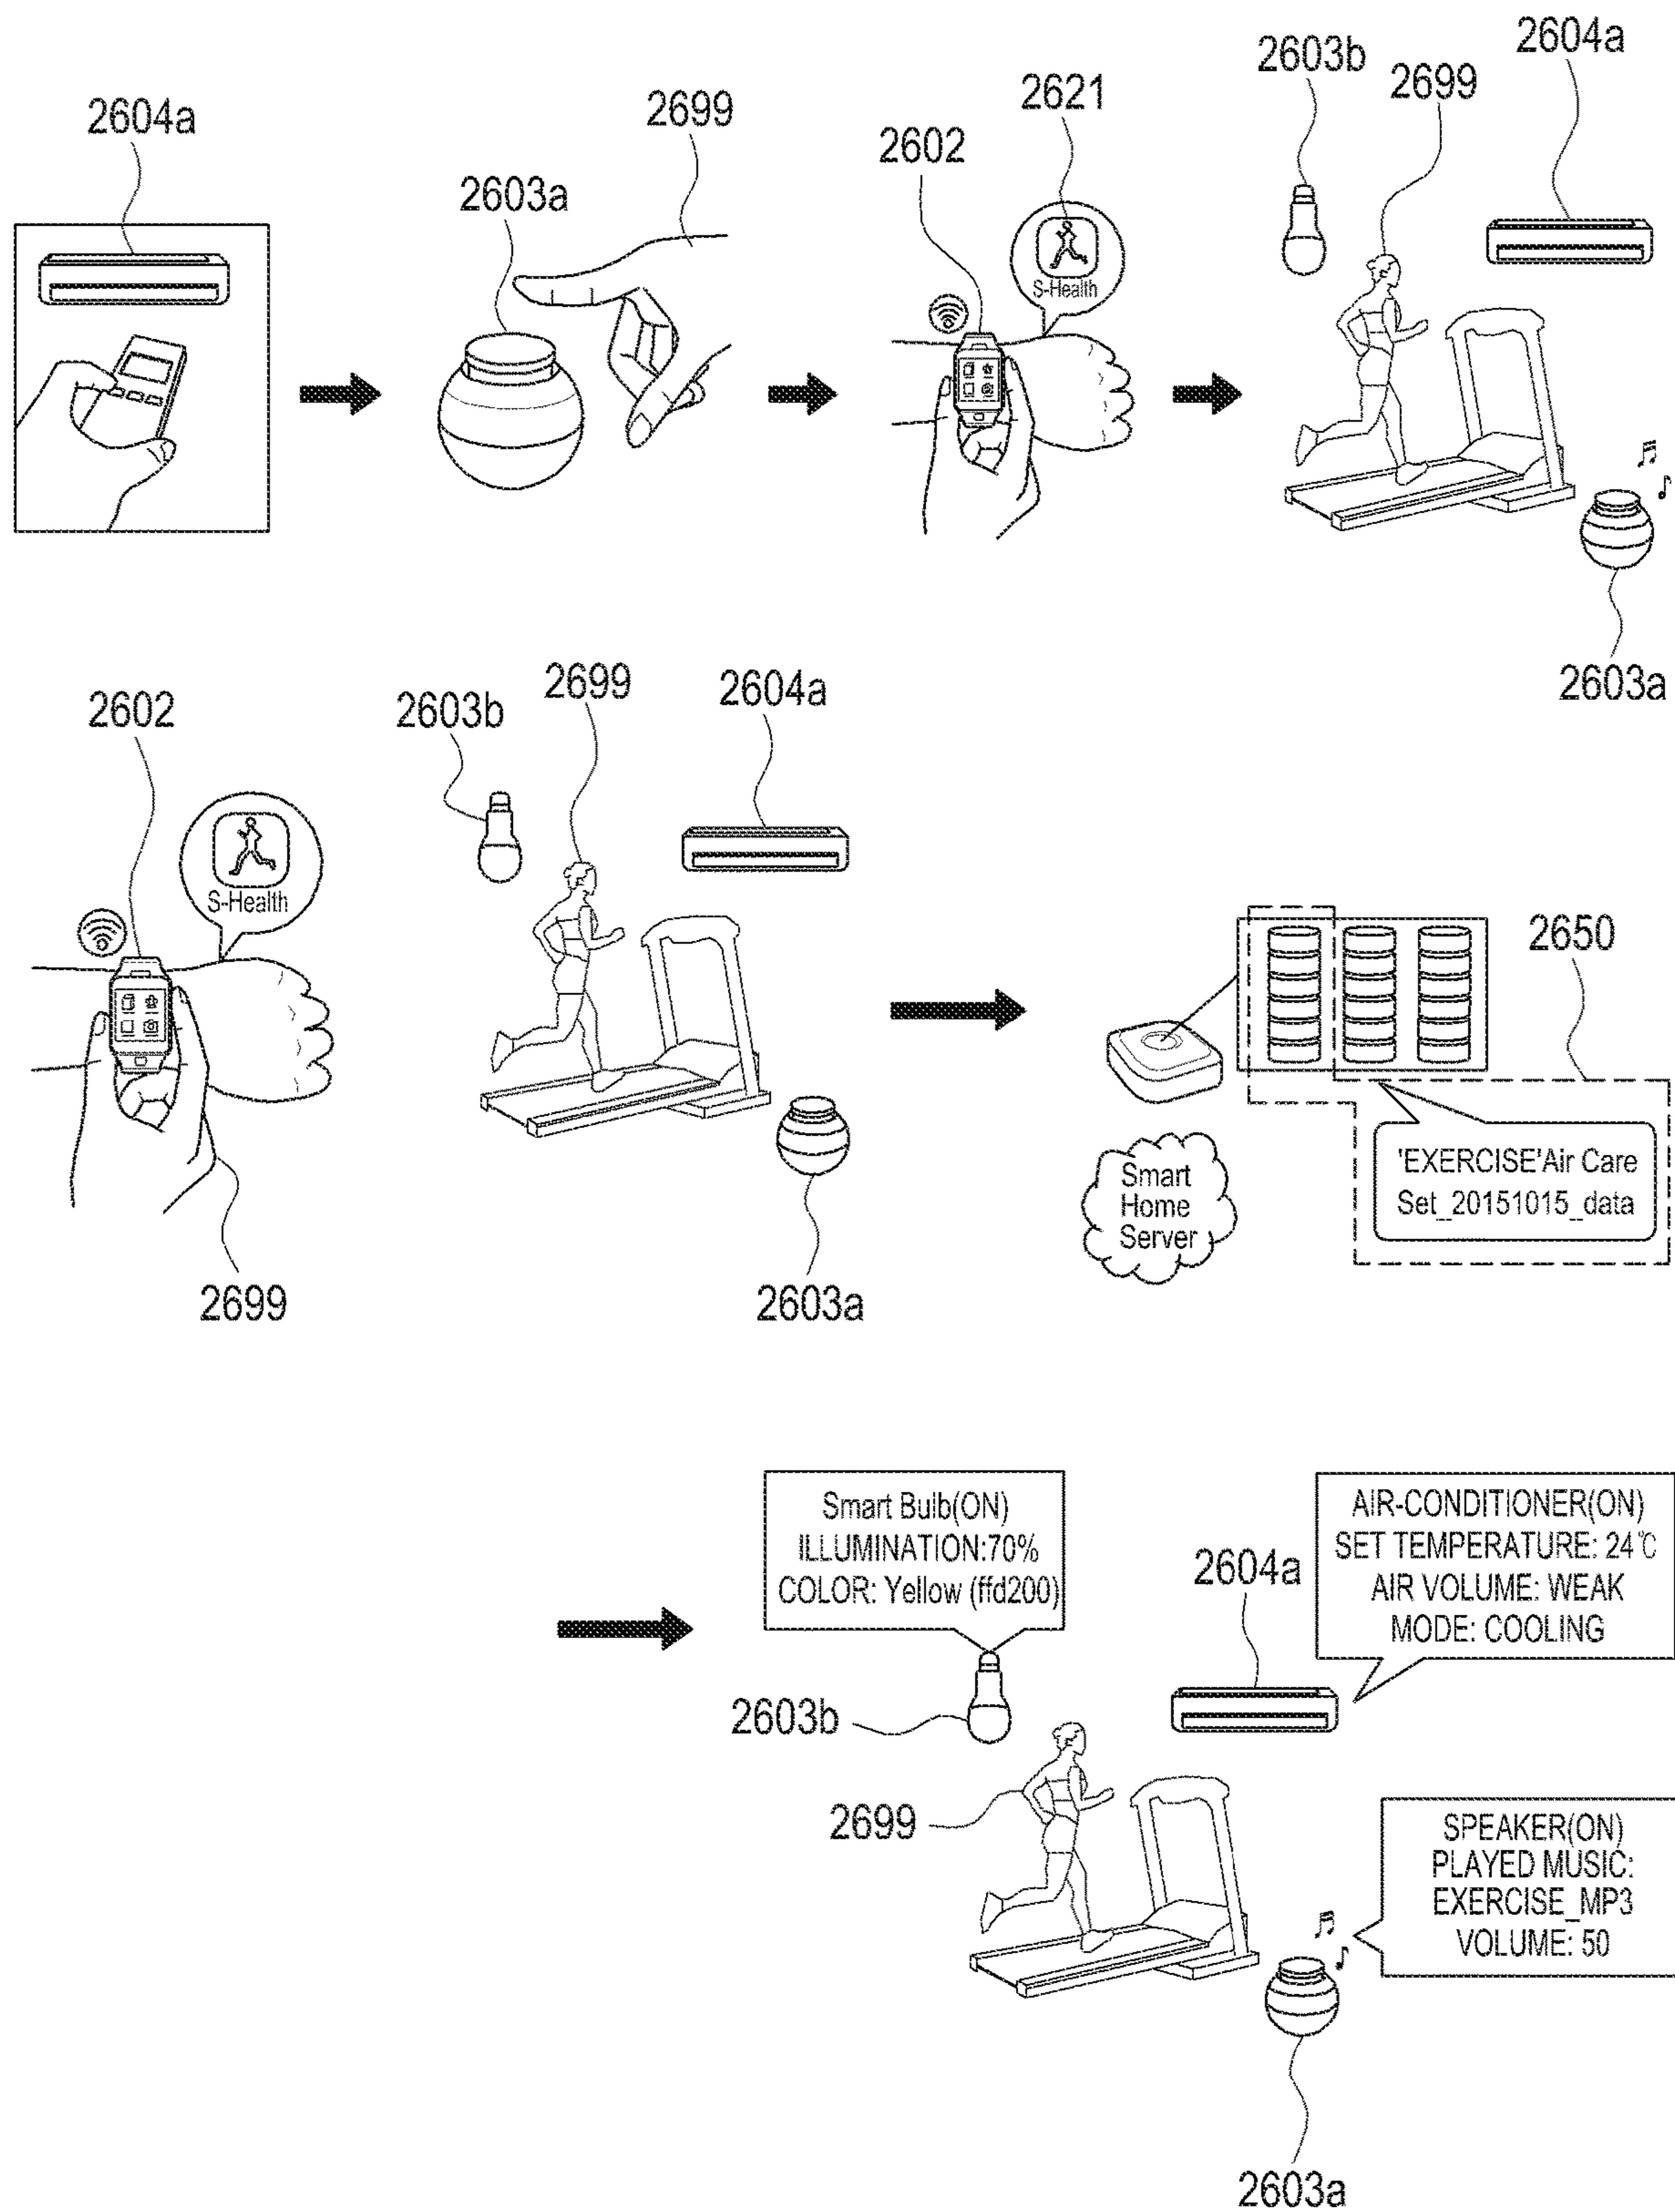 2604a
2603a
2699
2602
2621
S-Health
2603b
2699
2604a
2603a
2602
S-Health
2699
2603b
2699
2604a
2603a
2650
'EXERCISE'Air Care
Set_20151015_data
Smart
Home
Server
Smart Bulb(ON)
ILLUMINATION:70%
COLOR: Yellow (ffd200)
2603b
2604a
AIR-CONDITIONER(ON)
SET TEMPERATURE: 24℃
AIR VOLUME: WEAK
MODE: COOLING
2699
SPEAKER(ON)
PLAYED MUSIC:
EXERCISE_MP3
VOLUME: 50
2603a